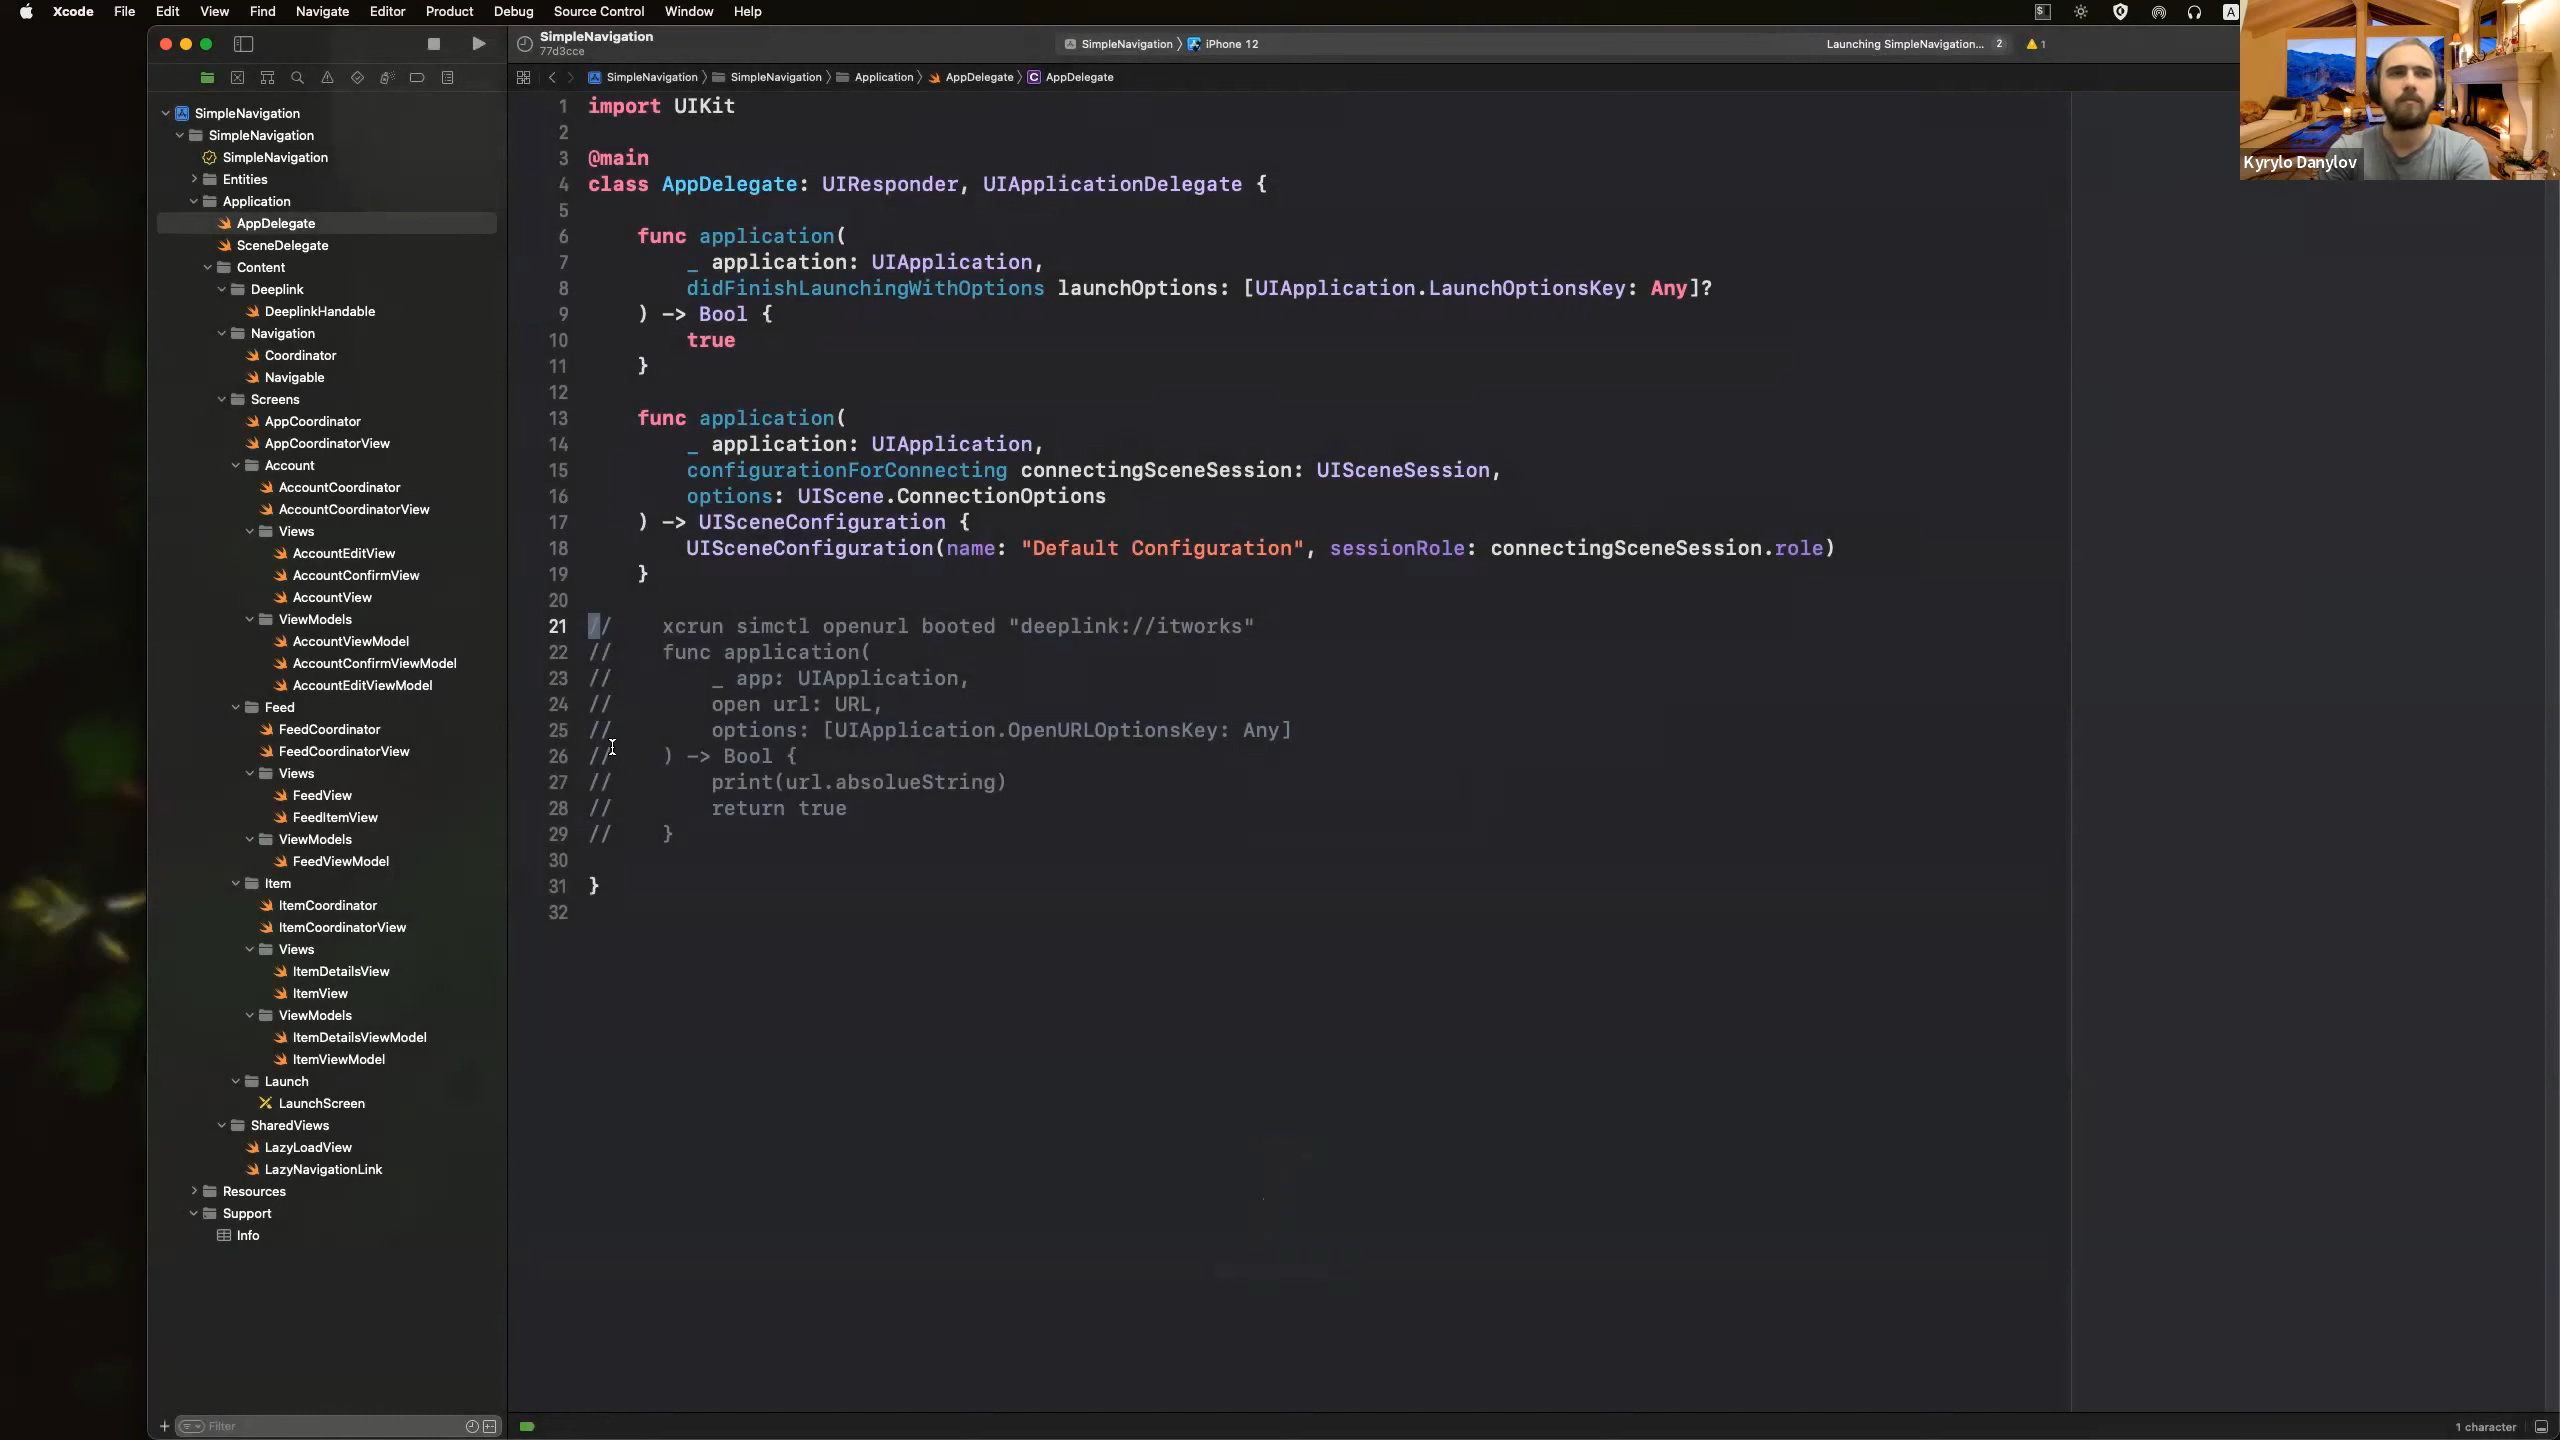 Xcode File Edit View Find Navigate Editor Product Debug Source Control Window Help
SimpleNavigation
77d3cce
SimpleNavigation iPhone 12
Launching SimpleNavigation... 2 1
SimpleNavigation SimpleNavigation Application AppDelegate C AppDelegate
SimpleNavigation
SimpleNavigation
SimpleNavigation
Entities
Application
AppDelegate
SceneDelegate
Content
Deeplink
DeeplinkHandable
Navigation
Coordinator
Navigable
Screens
AppCoordinator
AppCoordinatorView
Account
AccountCoordinator
AccountCoordinatorView
Views
AccountEditView
AccountConfirmView
AccountView
ViewModels
AccountViewModel
AccountConfirmViewModel
AccountEditViewModel
Feed
FeedCoordinator
FeedCoordinatorView
Views
FeedView
FeedItemView
ViewModels
FeedViewModel
Item
ItemCoordinator
ItemCoordinatorView
Views
ItemDetailsView
ItemView
ViewModels
ItemDetailsViewModel
ItemViewModel
Launch
LaunchScreen
SharedViews
LazyLoadView
LazyNavigationLink
Resources
Support
Info
Filter
1 import UIKit
2
3 @main
4 class AppDelegate: UIResponder, UIApplicationDelegate {
5
6 func application(
7 _ application: UIApplication,
8 didFinishLaunchingWithOptions launchOptions: [UIApplication.LaunchOptionsKey: Any]?
9 ) -> Bool {
10 true
11 }
12
13 func application(
14 _ application: UIApplication,
15 configurationForConnecting connectingSceneSession: UISceneSession,
16 options: UIScene.ConnectionOptions
17 ) -> UISceneConfiguration {
18 UISceneConfiguration(name: "Default Configuration", sessionRole: connectingSceneSession.role)
19 }
20
21 // xcrun simctl openurl booted "deeplink://itworks"
22 // func application(
23 // _ app: UIApplication,
24 // open url: URL,
25 // options: [UIApplication.OpenURLOptionsKey: Any]
26 // ) -> Bool {
27 // print(url.absolueString)
28 // return true
29 // }
30
31 }
32
1 character
A
Kyrylo Danylov